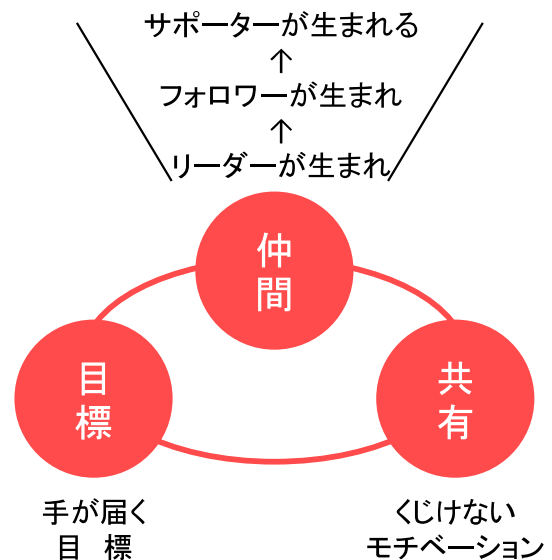 サポーターが生まれる
↑
フォロワーが生まれ
↑
リーダーが生まれ
仲
間
目
標
共
有
手が届く
目　標
くじけない
モチベーション